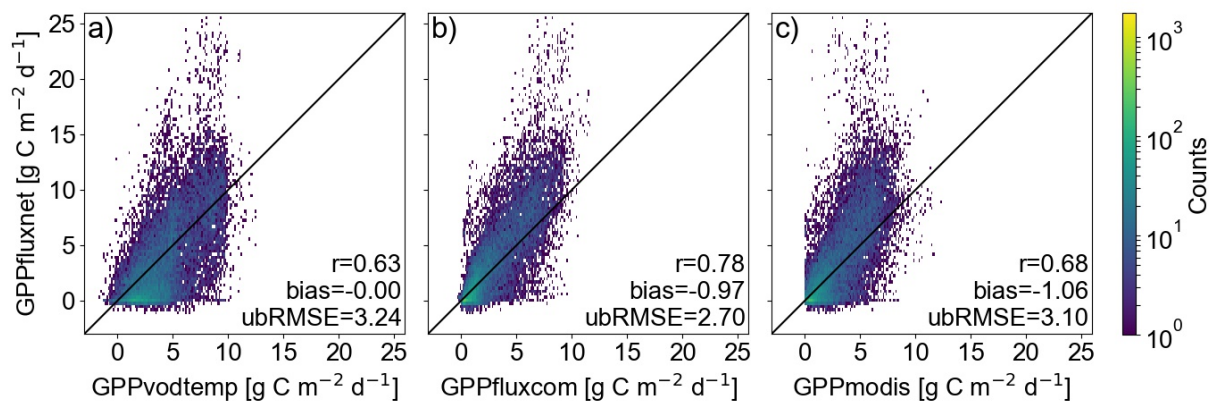 a)
b)
c)
GPPfluxnet [g C m⁻² d⁻¹]
25
20
15
10
5
0
r=0.63
bias=-0.00
ubRMSE=3.24
r=0.78
bias=-0.97
ubRMSE=2.70
r=0.68
bias=-1.06
ubRMSE=3.10
0 5 10 15 20 25
0 5 10 15 20 25
0 5 10 15 20 25
GPPvodtemp [g C m⁻² d⁻¹]
GPPfluxcom [g C m⁻² d⁻¹]
GPPmodis [g C m⁻² d⁻¹]
10³
10²
10¹
10⁰
Counts